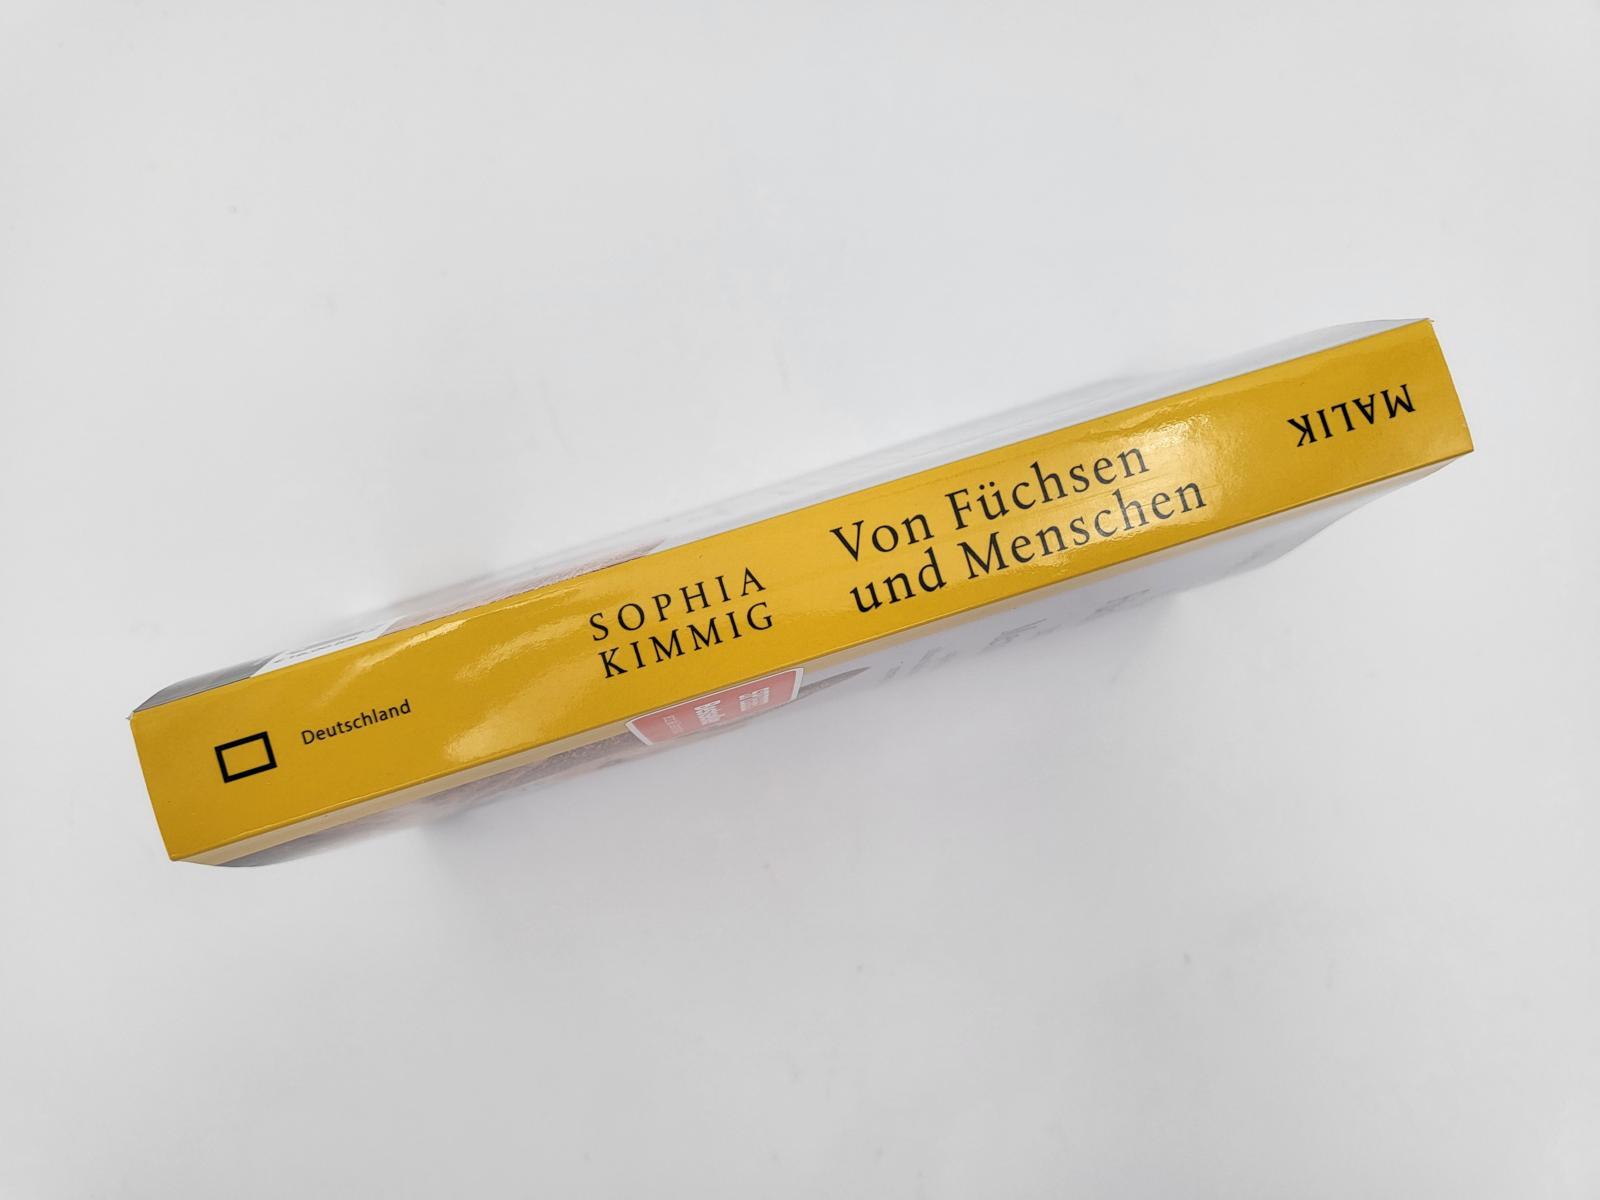 Deutschland
SOPHIA
KIMMIG
Von Füchsen
und Menschen
MALIK